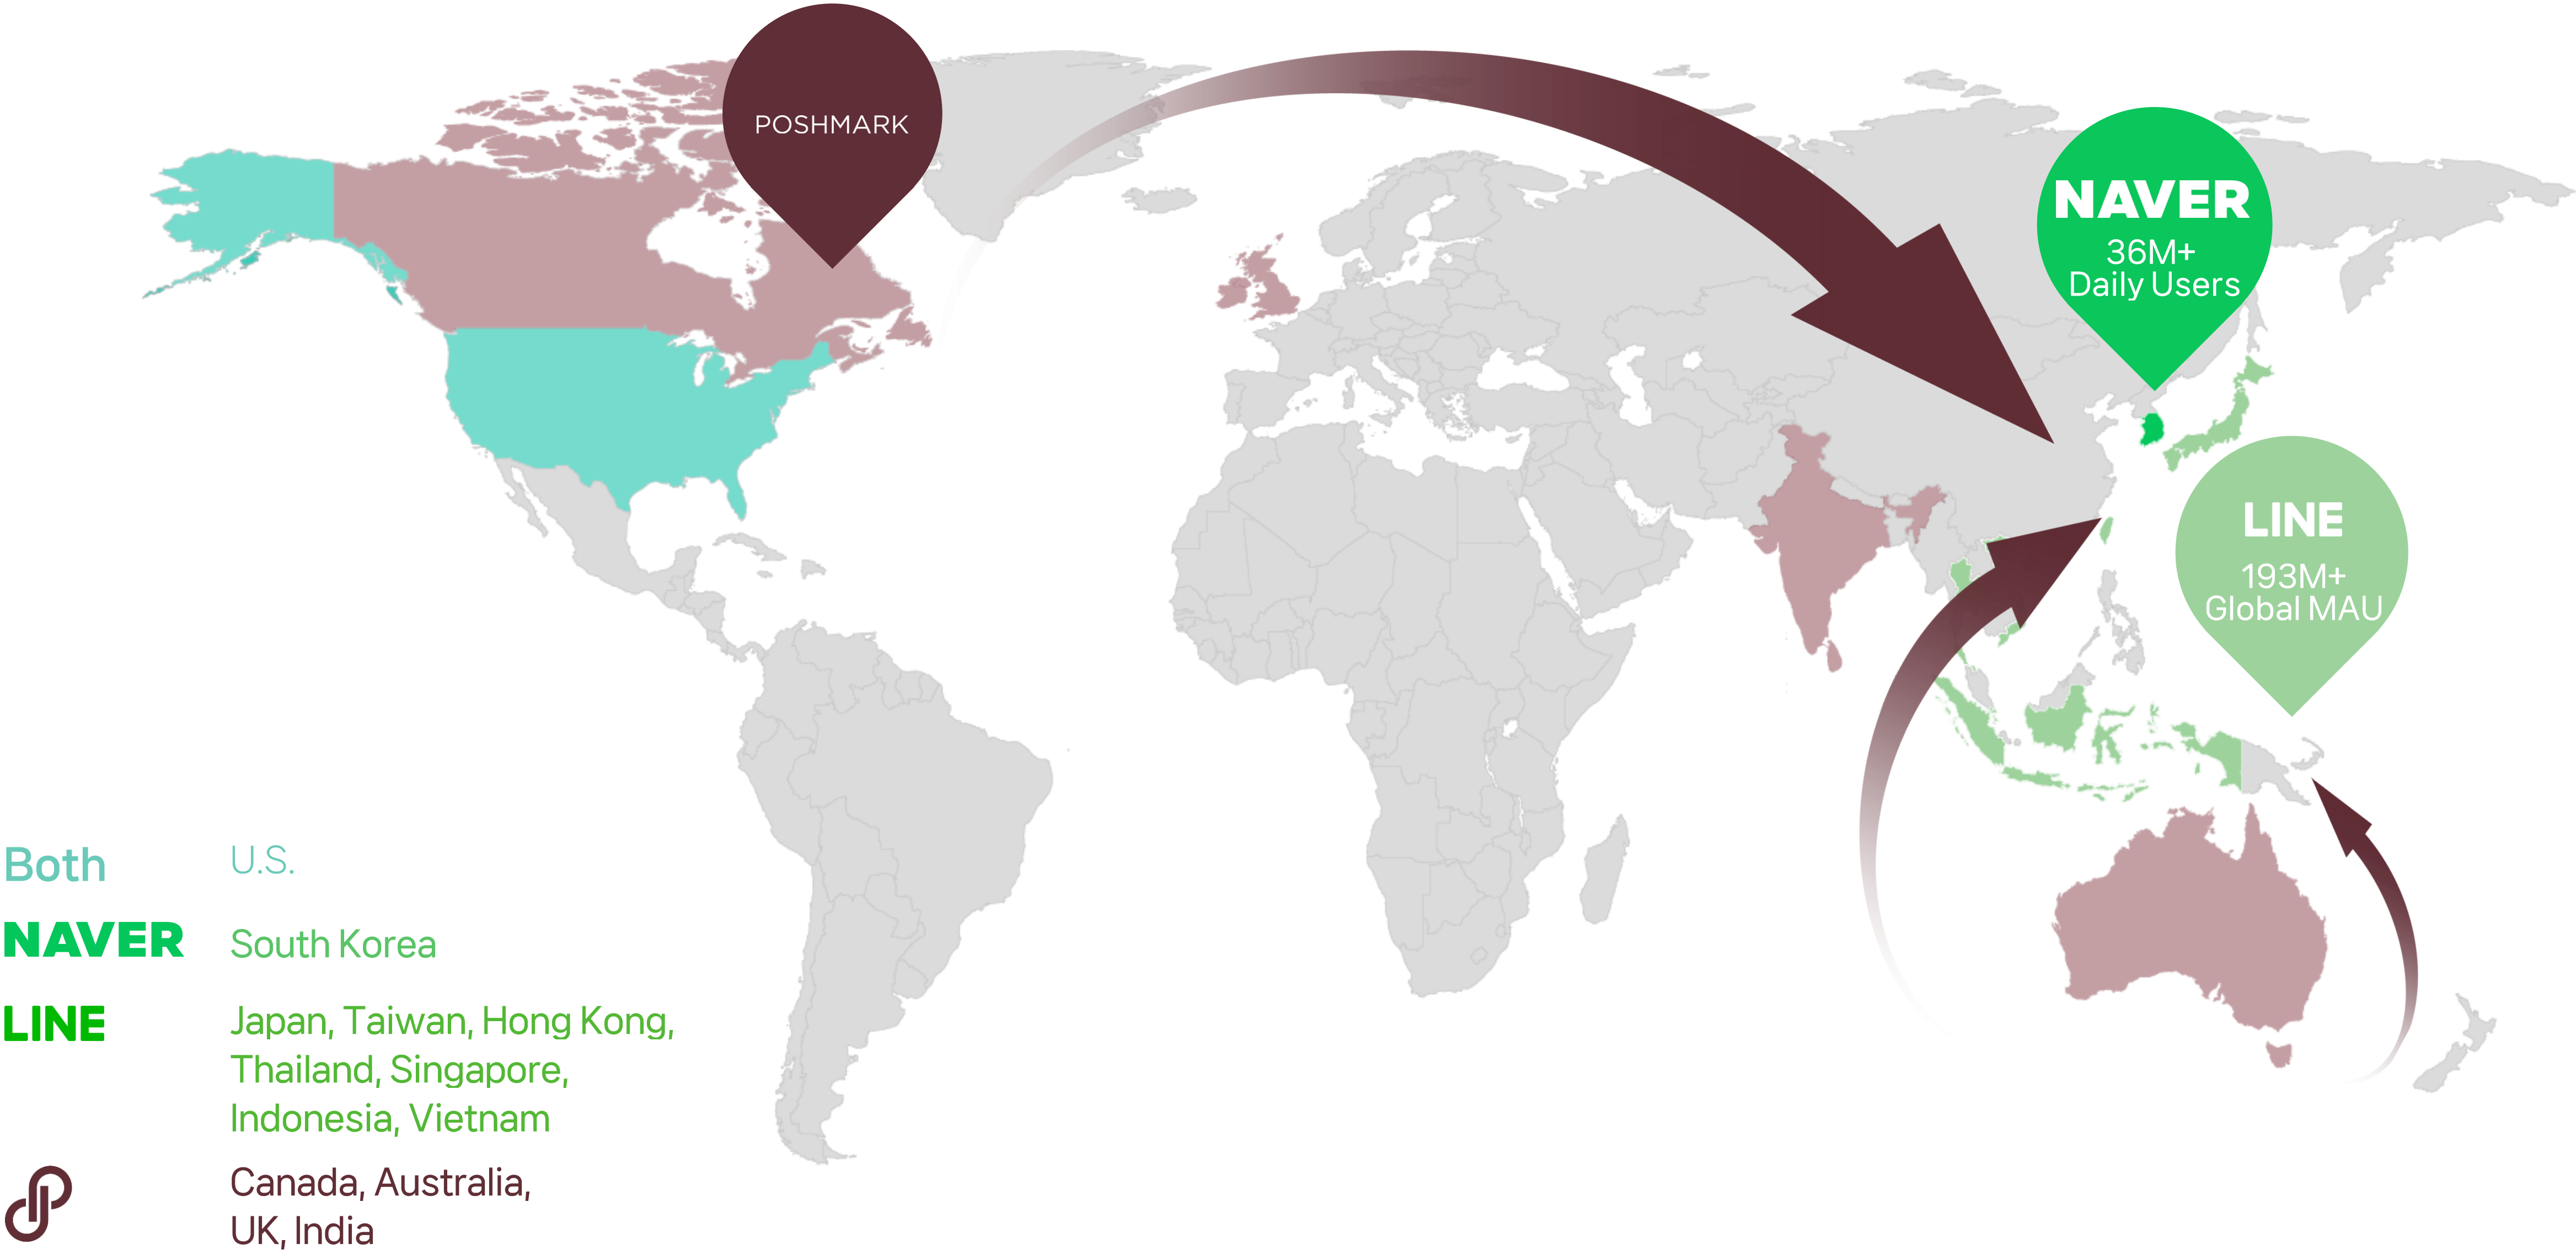 POSHMARK
NAVER
36M+
Daily Users
LINE
193M+
Global MAU
Both
U.S.
NAVER
South Korea
LINE
Japan, Taiwan, Hong Kong,
Thailand, Singapore,
Indonesia, Vietnam
Canada, Australia,
UK, India